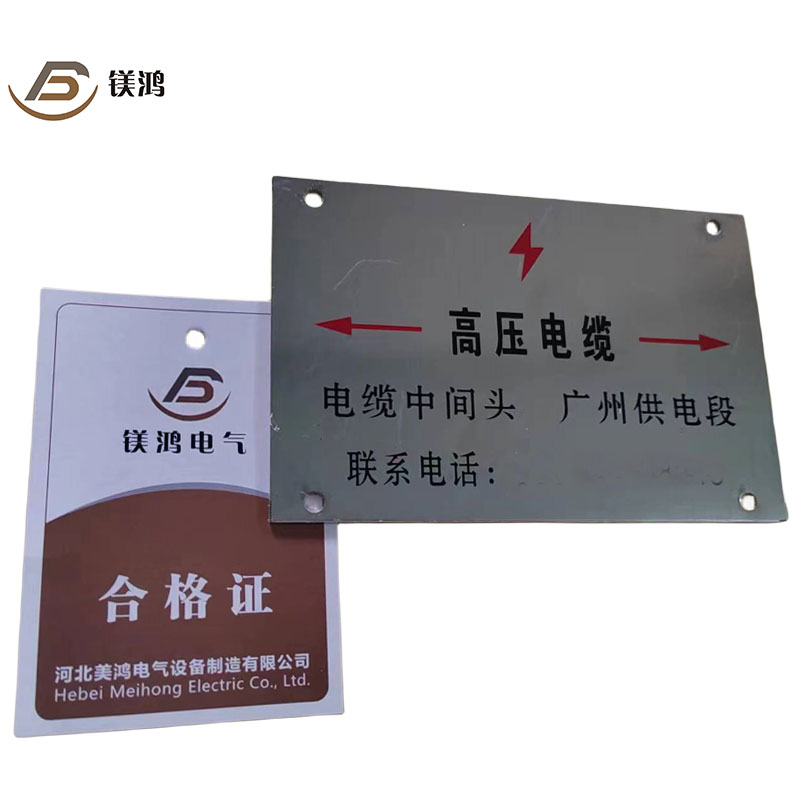 镁鸿
高压电缆
电缆中间头 广州供电段
联系电话：
镁鸿电气
合格证
河北美鸿电气设备制造有限公司
Hebei Meihong Electric Co., Ltd.